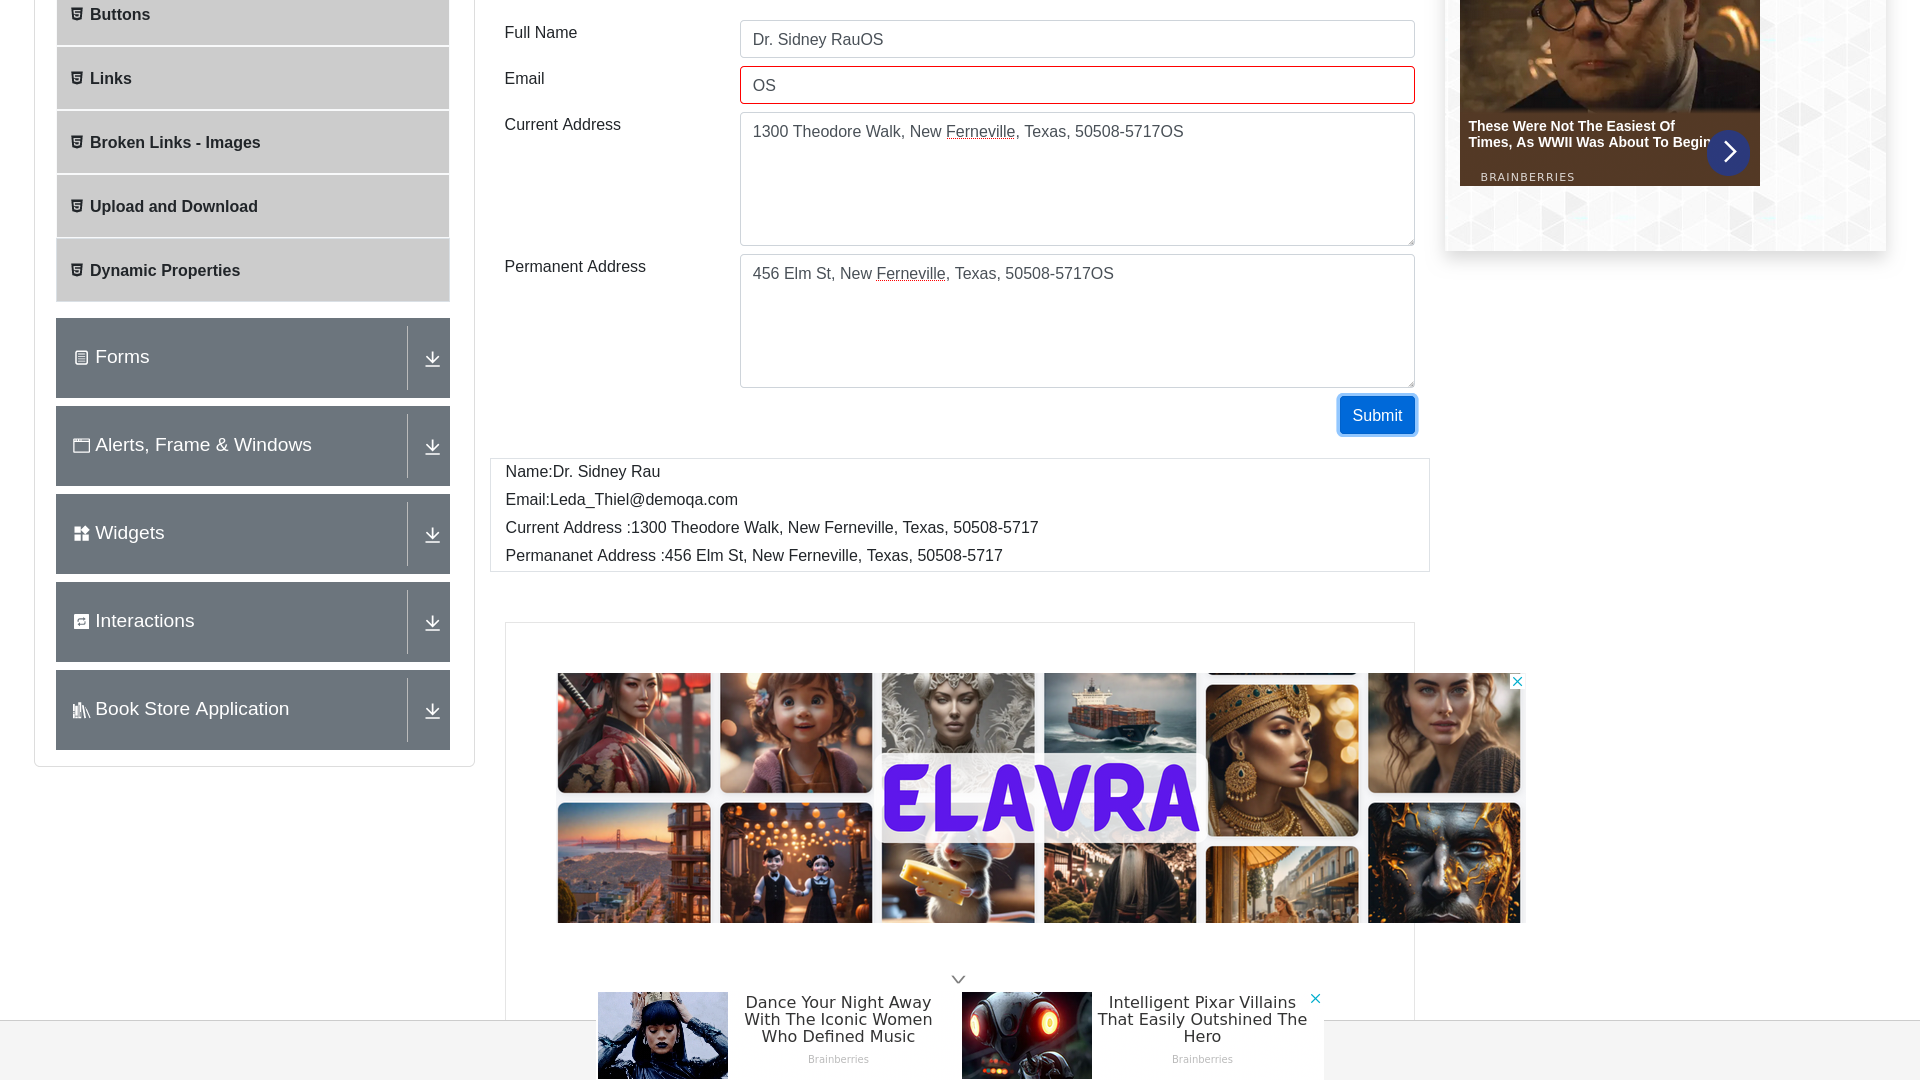 Buttons
Links
Broken Links - Images
Upload and Download
Dynamic Properties
Forms
Alerts, Frame & Windows
Widgets
Interactions
Book Store Application
Full Name
Dr. Sidney RauOS
Email
OS
Current Address
1300 Theodore Walk, New Ferneville, Texas, 50508-5717OS
Permanent Address
456 Elm St, New Ferneville, Texas, 50508-5717OS
Submit
Name:Dr. Sidney Rau
Email:Leda_Thiel@demoqa.com
Current Address :1300 Theodore Walk, New Ferneville, Texas, 50508-5717
Permananet Address :456 Elm St, New Ferneville, Texas, 50508-5717
These Were Not The Easiest Of
Times, As WWII Was About To Begin
BRAINBERRIES
ELAVRA
Dance Your Night Away
With The Iconic Women
Who Defined Music
Brainberries
Intelligent Pixar Villains
That Easily Outshined The
Hero
Brainberries